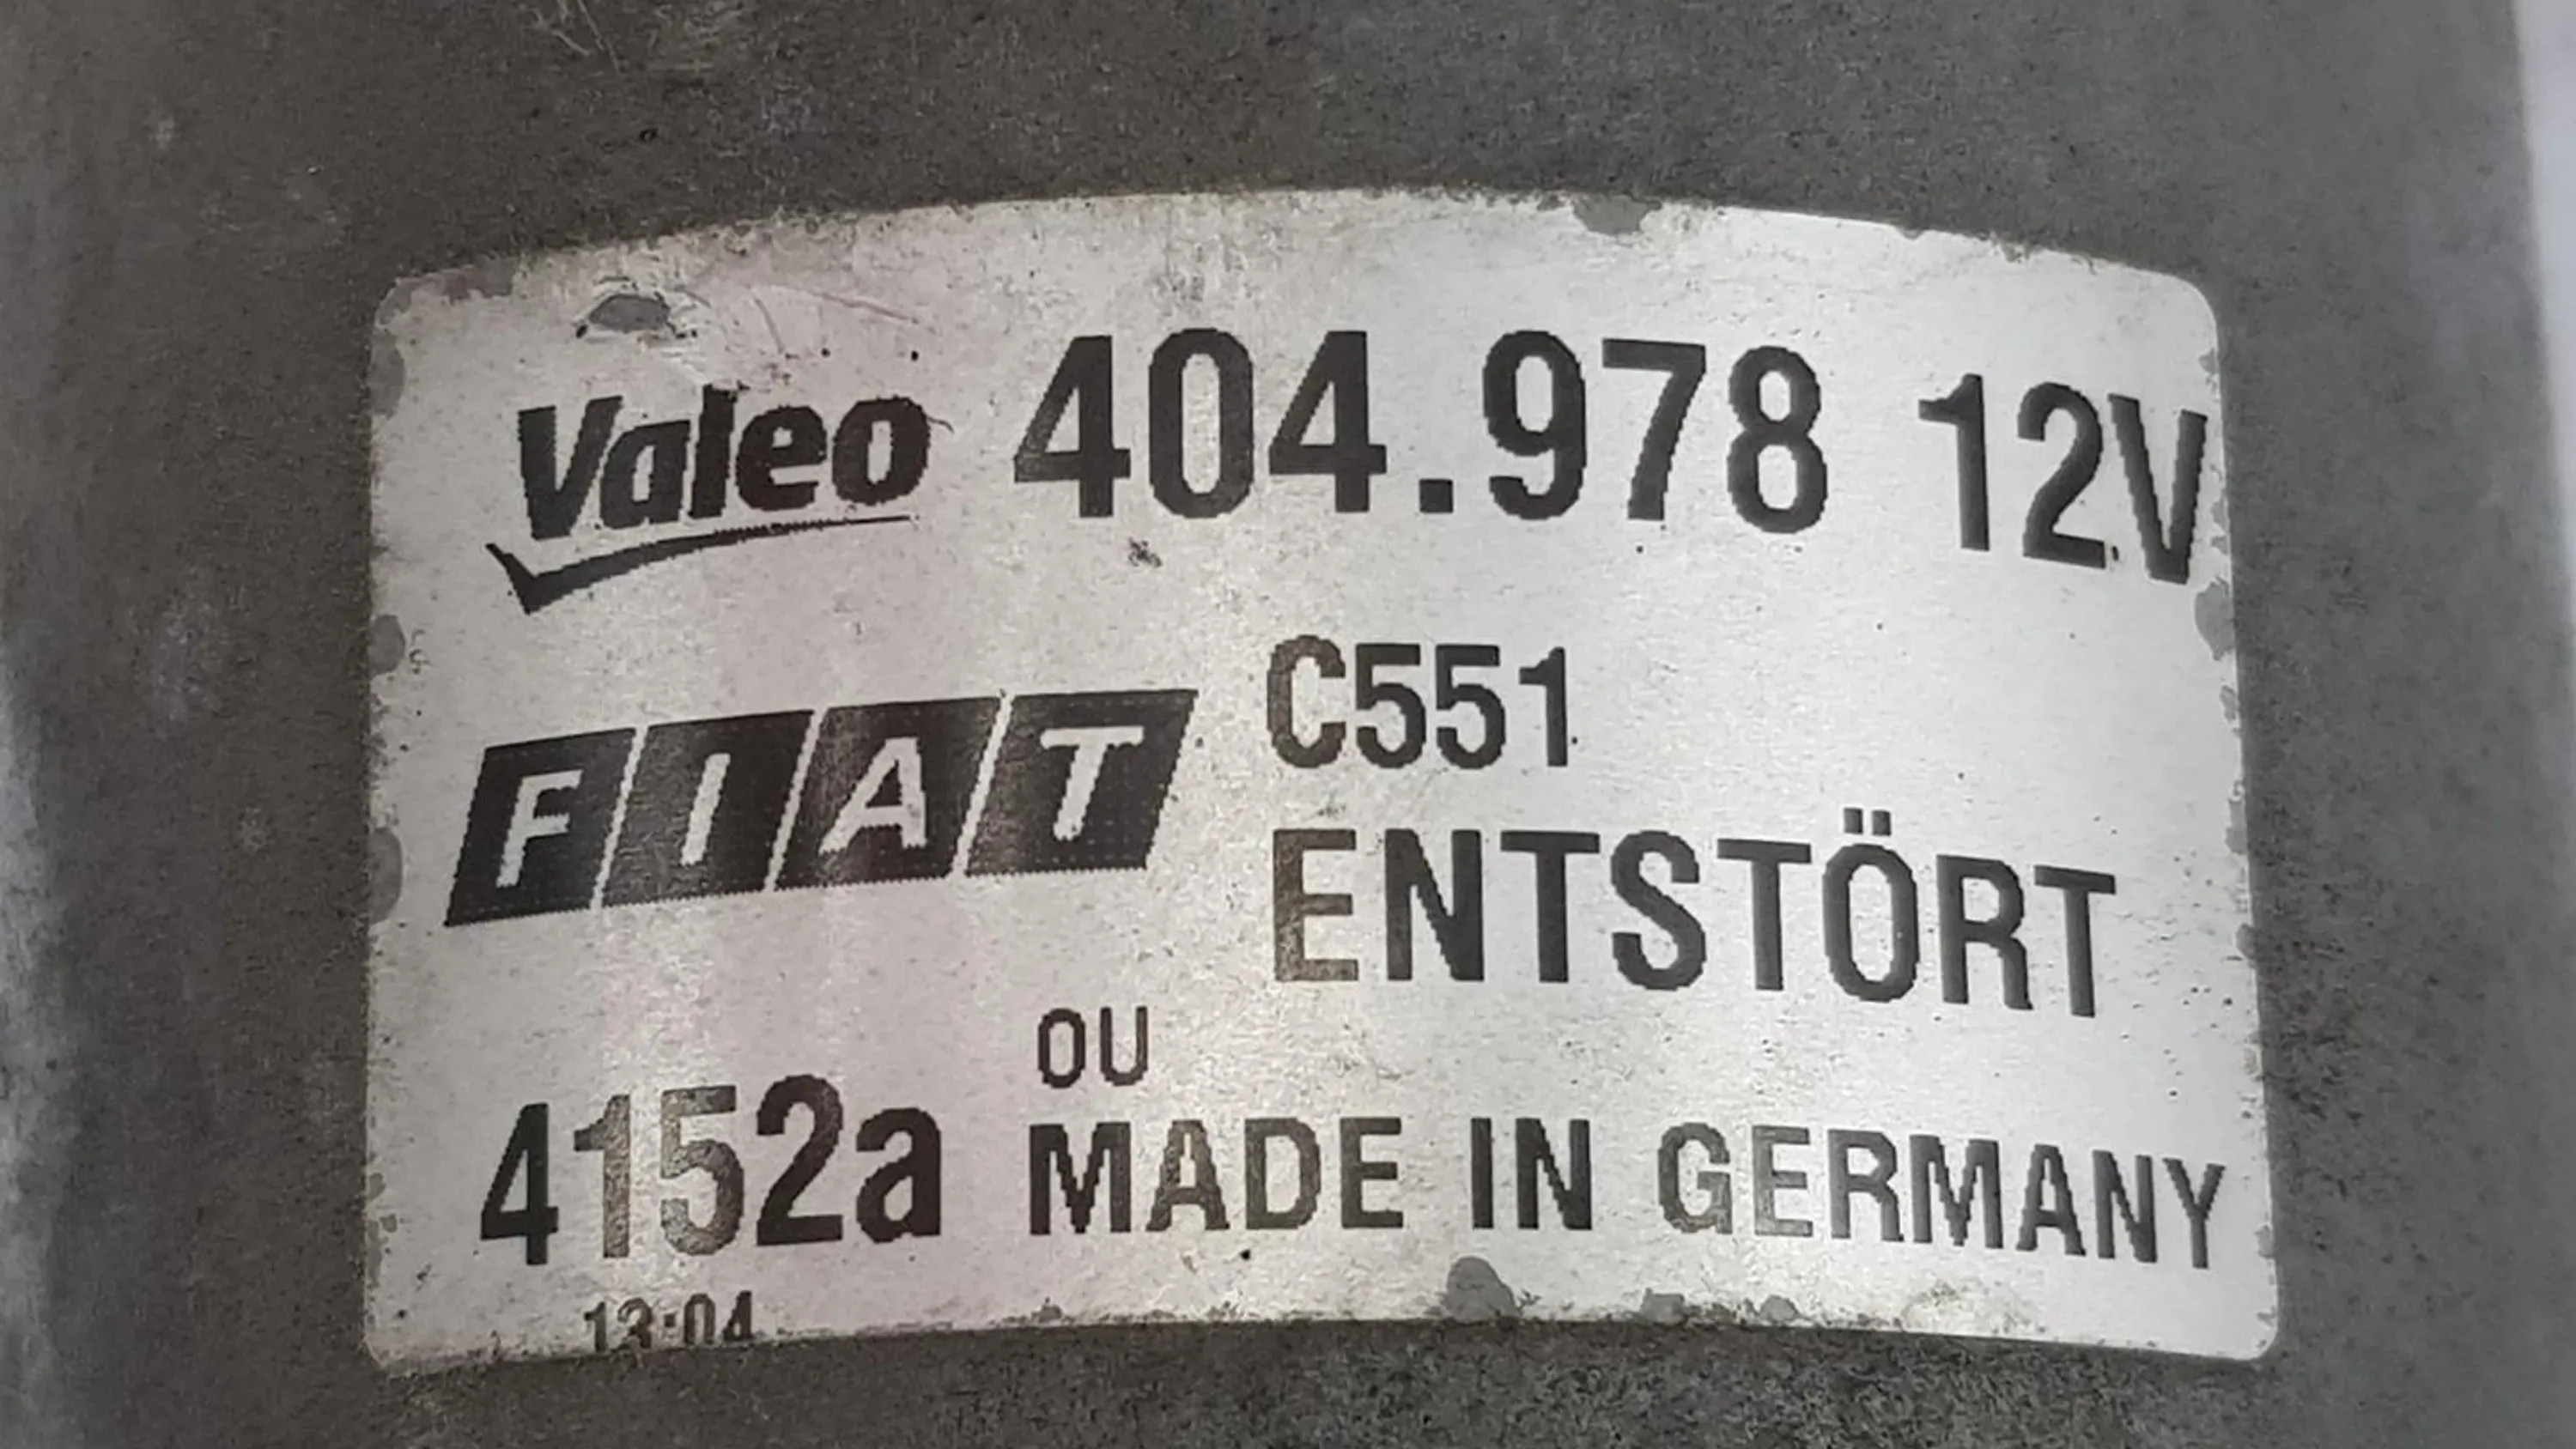 Valeo 404.978 12V
C551
FIAT
ENTSTÖRT
OU
4152a MADE IN GERMANY
13:04